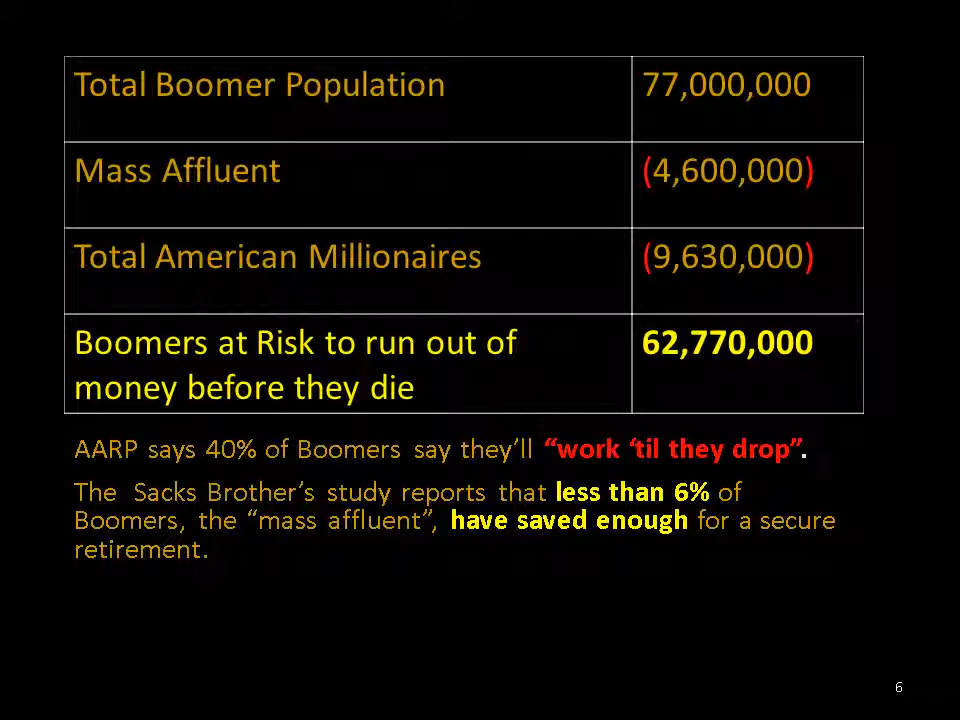 Total Boomer Population 77,000,000
Mass Affluent (4,600,000)
Total American Millionaires (9,630,000)
Boomers at Risk to run out of 62,770,000
money before they die
AARP says 40% of Boomers say they’ll “work ‘til they drop”.
The Sacks Brother’s study reports that less than 6% of
Boomers, the “mass affluent”, have saved enough for a secure
retirement.
6